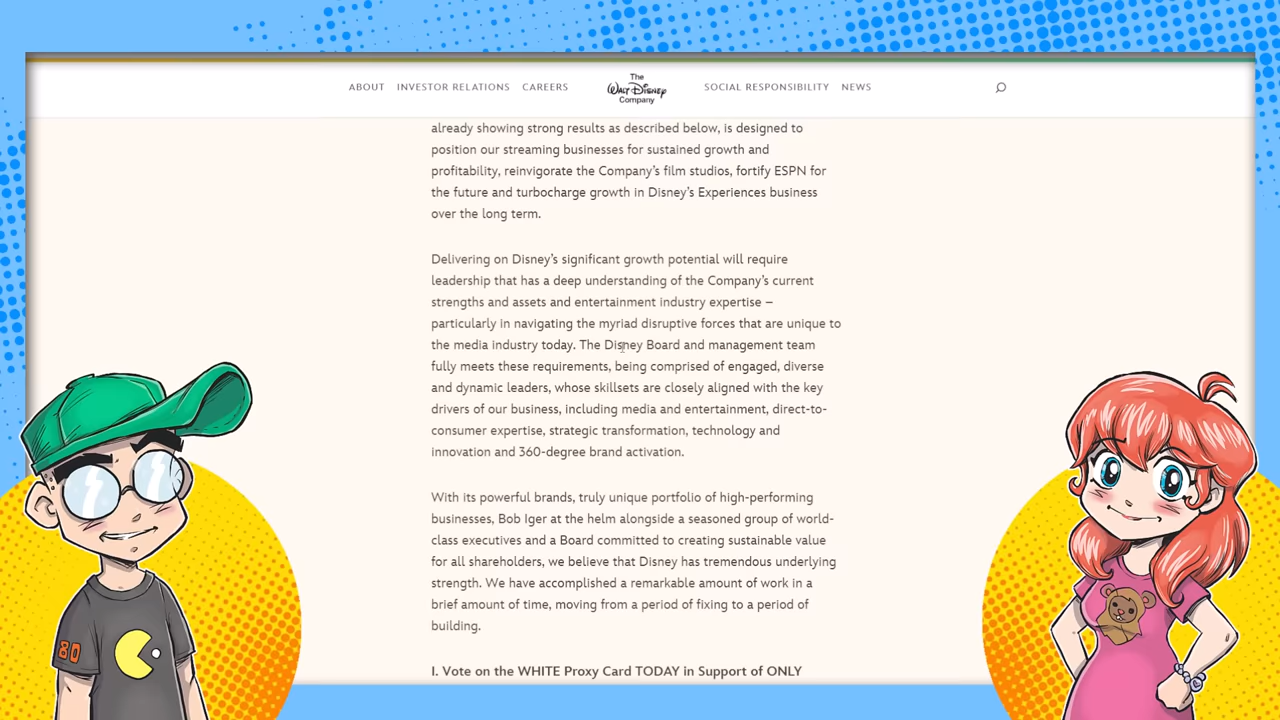 ABOUT INVESTOR RELATIONS CAREERS The Walt Disney Company SOCIAL RESPONSIBILITY NEWS
already showing strong results as described below, is designed to
position our streaming businesses for sustained growth and
profitability, reinvigorate the Company’s film studios, fortify ESPN for
the future and turbocharge growth in Disney’s Experiences business
over the long term.
Delivering on Disney’s significant growth potential will require
leadership that has a deep understanding of the Company’s current
strengths and assets and entertainment industry expertise –
particularly in navigating the myriad disruptive forces that are unique to
the media industry today. The Disney Board and management team
fully meets these requirements, being comprised of engaged, diverse
and dynamic leaders, whose skillsets are closely aligned with the key
drivers of our business, including media and entertainment, direct-to-
consumer expertise, strategic transformation, technology and
innovation and 360-degree brand activation.
With its powerful brands, truly unique portfolio of high-performing
businesses, Bob Iger at the helm alongside a seasoned group of world-
class executives and a Board committed to creating sustainable value
for all shareholders, we believe that Disney has tremendous underlying
strength. We have accomplished a remarkable amount of work in a
brief amount of time, moving from a period of fixing to a period of
building.
I. Vote on the WHITE Proxy Card TODAY in Support of ONLY
80